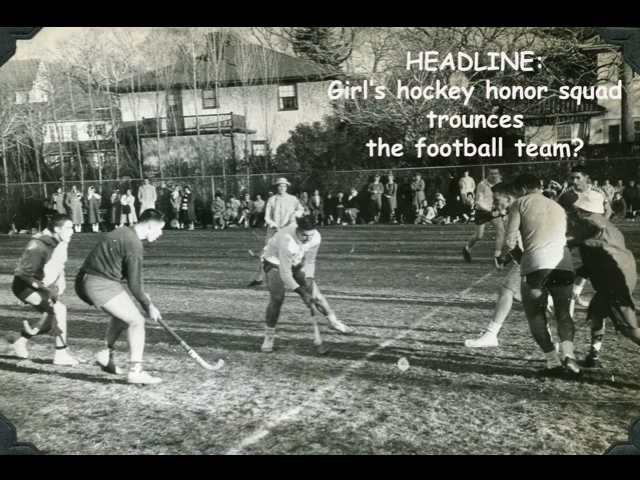 HEADLINE:
Girl's hockey honor squad
trounces
the football team?